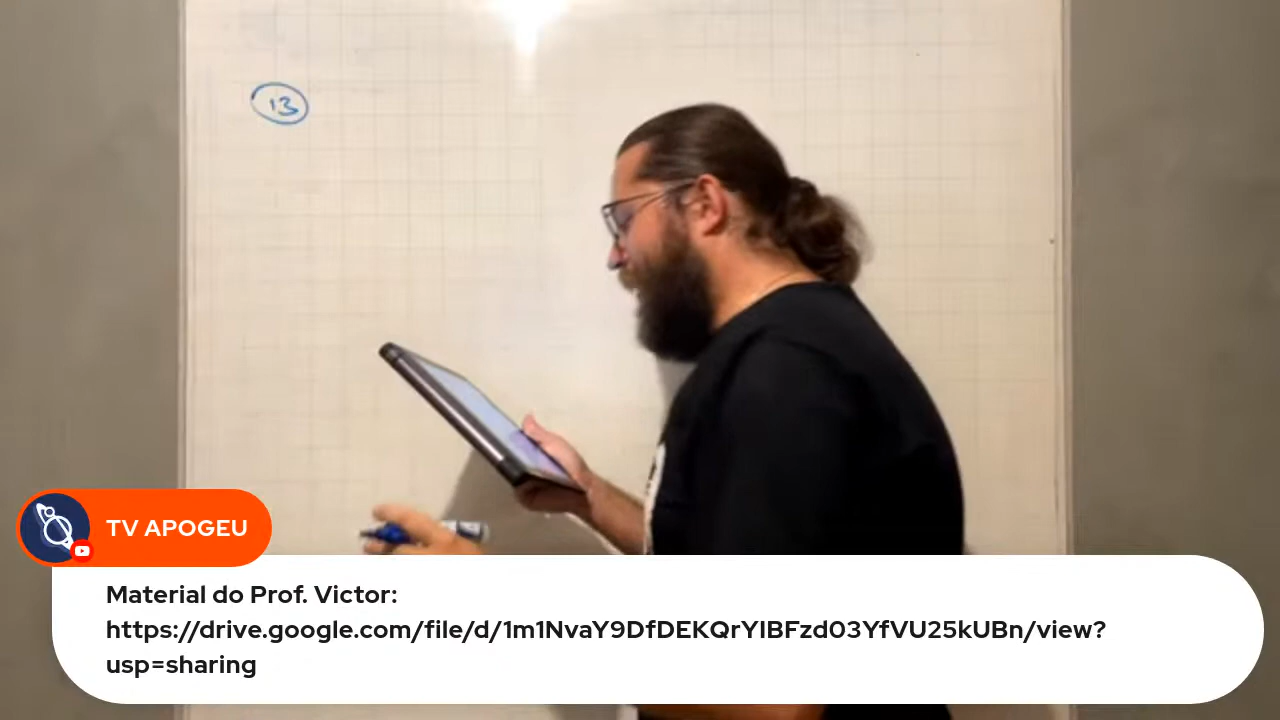 13
TV APOGEU
Material do Prof. Victor:
https://drive.google.com/file/d/1m1NvaY9DfDEKQrYIBFzd03YfVU25kUBn/view?
usp=sharing